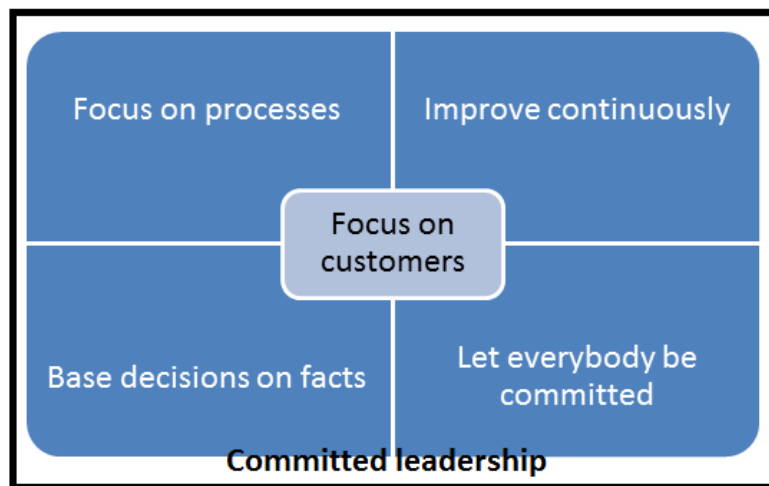 Focus on processes
Improve continuously
Focus on
customers
Base decisions on facts
Let everybody be
committed
Committed leadership